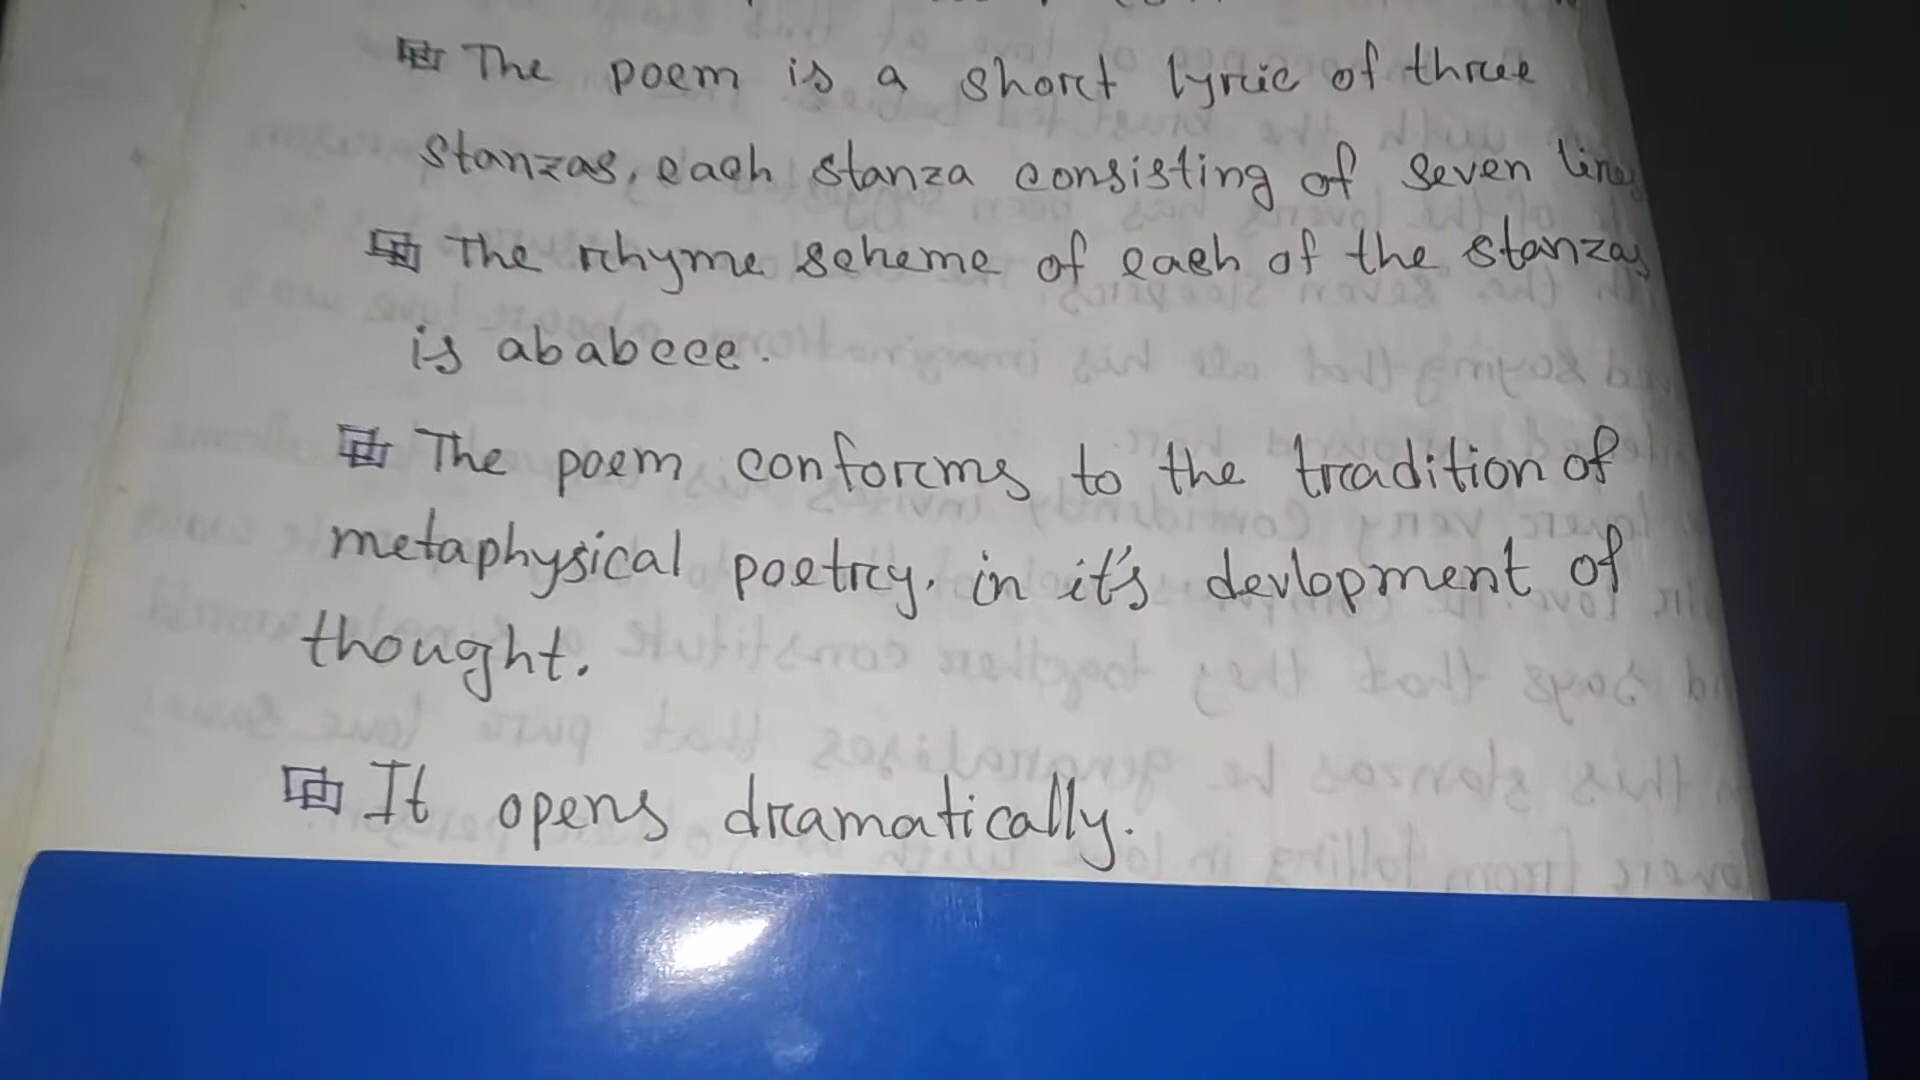 The poem is a short lyric of three
stanzas, each stanza consisting of seven lines
The rhyme scheme of each of the stanzas
is ababccc.
The poem conforms to the tradition of
metaphysical poetry, in it's devlopment of
thought.
It opens dramatically.